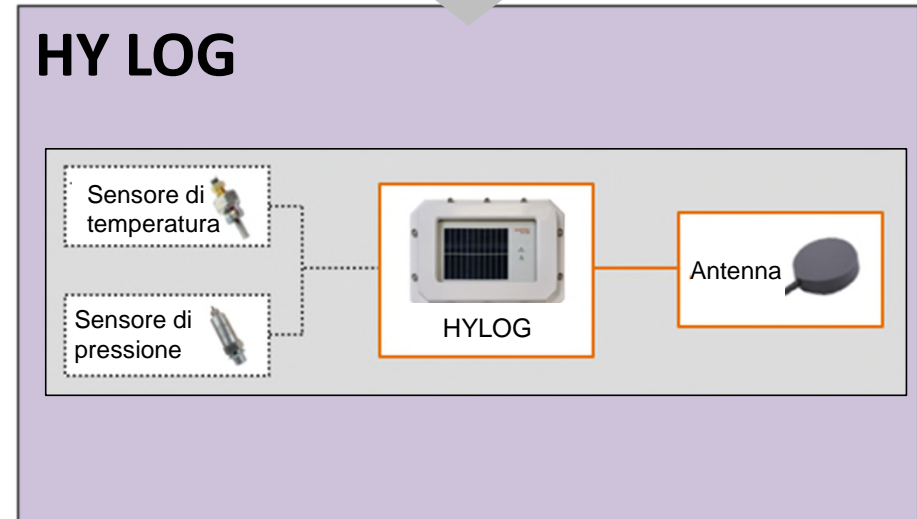 HY LOG
Sensore di
temperatura
Sensore di
pressione
HYLOG
Antenna